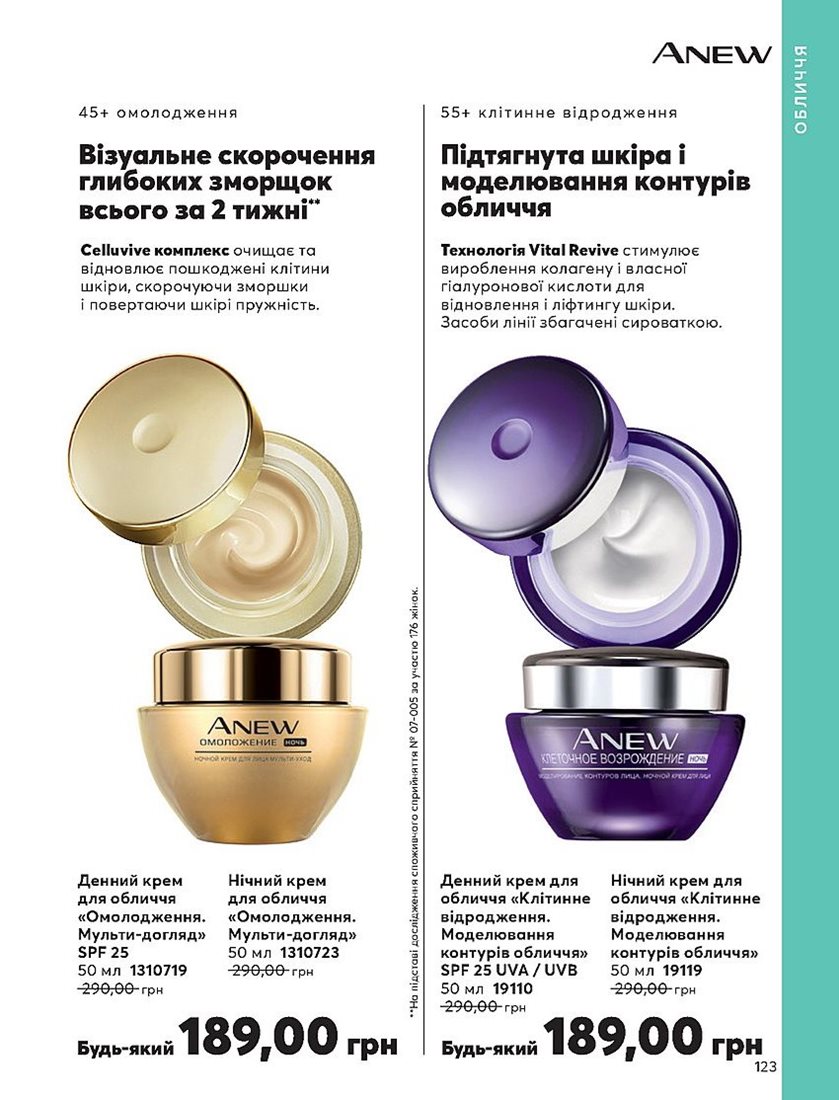 ANEW
ОБЛИЧЧЯ
45+ омолодження
Візуальне скорочення
глибоких зморщок
всього за 2 тижні**
Celluvive комплекс очищає та
відновлює пошкоджені клітини
шкіри, скорочуючи зморшки
і повертаючи шкірі пружність.
ANEW
ОМОЛОЖЕНИЕ НОЧЬ
НОЧНОЙ КРЕМ ДЛЯ ЛИЦА МУЛЬТИ-УХОД
Денний крем
для обличчя
«Омолодження.
Мульти-догляд»
SPF 25
50 мл 1310719
290,00 грн
Нічний крем
для обличчя
«Омолодження.
Мульти-догляд»
50 мл 1310723
290,00 грн
Будь-який 189,00 грн
**На підставі дослідження споживчого сприйняття № 07-005 за участю 176 жінок.
55+ клітинне відродження
Підтягнута шкіра і
моделювання контурів
обличчя
Технологія Vital Revive стимулює
вироблення колагену і власної
гіалуронової кислоти для
відновлення і ліфтингу шкіри.
Засоби лінії збагачені сироваткою.
ANEW
КЛЕТОЧНОЕ ВОЗРОЖДЕНИЕ НОЧЬ
МОДЕЛИРОВАНИЕ КОНТУРОВ ЛИЦА. НОЧНОЙ КРЕМ ДЛЯ ЛИЦА
Денний крем для
обличчя «Клітинне
відродження.
Моделювання
контурів обличчя»
SPF 25 UVA / UVB
50 мл 19110
290,00 грн
Нічний крем для
обличчя «Клітинне
відродження.
Моделювання
контурів обличчя»
50 мл 19119
290,00 грн
Будь-який 189,00 грн
123